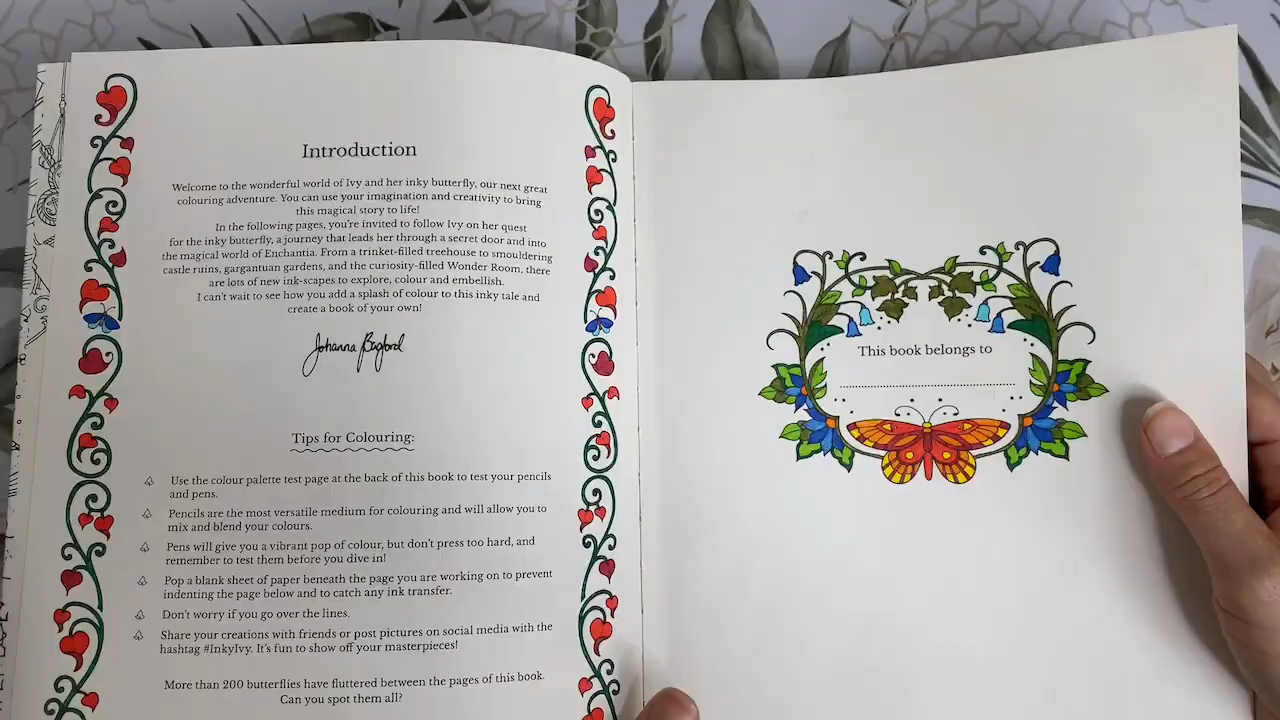 Introduction
Welcome to the wonderful world of Ivy and her inky butterfly, our next great
colouring adventure. You can use your imagination and creativity to bring
this magical story to life!
In the following pages, you're invited to follow Ivy on her quest
for the inky butterfly, a journey that leads her through a secret door and into
the magical world of Enchantia. From a trinket-filled treehouse to smouldering
castle ruins, gargantuan gardens, and the curiosity-filled Wonder Room, there
are lots of new ink-scapes to explore, colour and embellish.
I can't wait to see how you add a splash of colour to this inky tale and
create a book of your own!
Johanna Basford
Tips for Colouring:
Use the colour palette test page at the back of this book to test your pencils
and pens.
Pencils are the most versatile medium for colouring and will allow you to
mix and blend your colours.
Pens will give you a vibrant pop of colour, but don't press too hard, and
remember to test them before you dive in!
Pop a blank sheet of paper beneath the page you are working on to prevent
indenting the page below and to catch any ink transfer.
Don't worry if you go over the lines.
Share your creations with friends or post pictures on social media with the
hashtag #InkyIvy. It's fun to show off your masterpieces!
More than 200 butterflies have fluttered between the pages of this book.
Can you spot them all?
This book belongs to